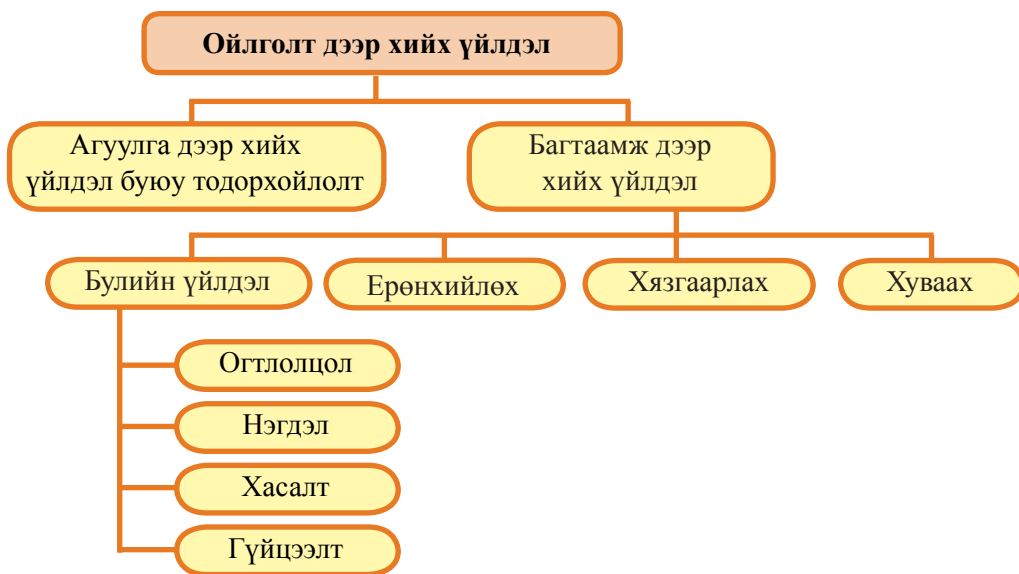 Ойлголт дээр хийх үйлдэл
Агуулга дээр хийх
үйлдэл буюу тодорхойлолт
Багтаамж дээр
хийх үйлдэл
Булийн үйлдэл
Ерөнхийлөх
Хязгаарлах
Хуваах
Огтлолцол
Нэгдэл
Хасалт
Гүйцээлт